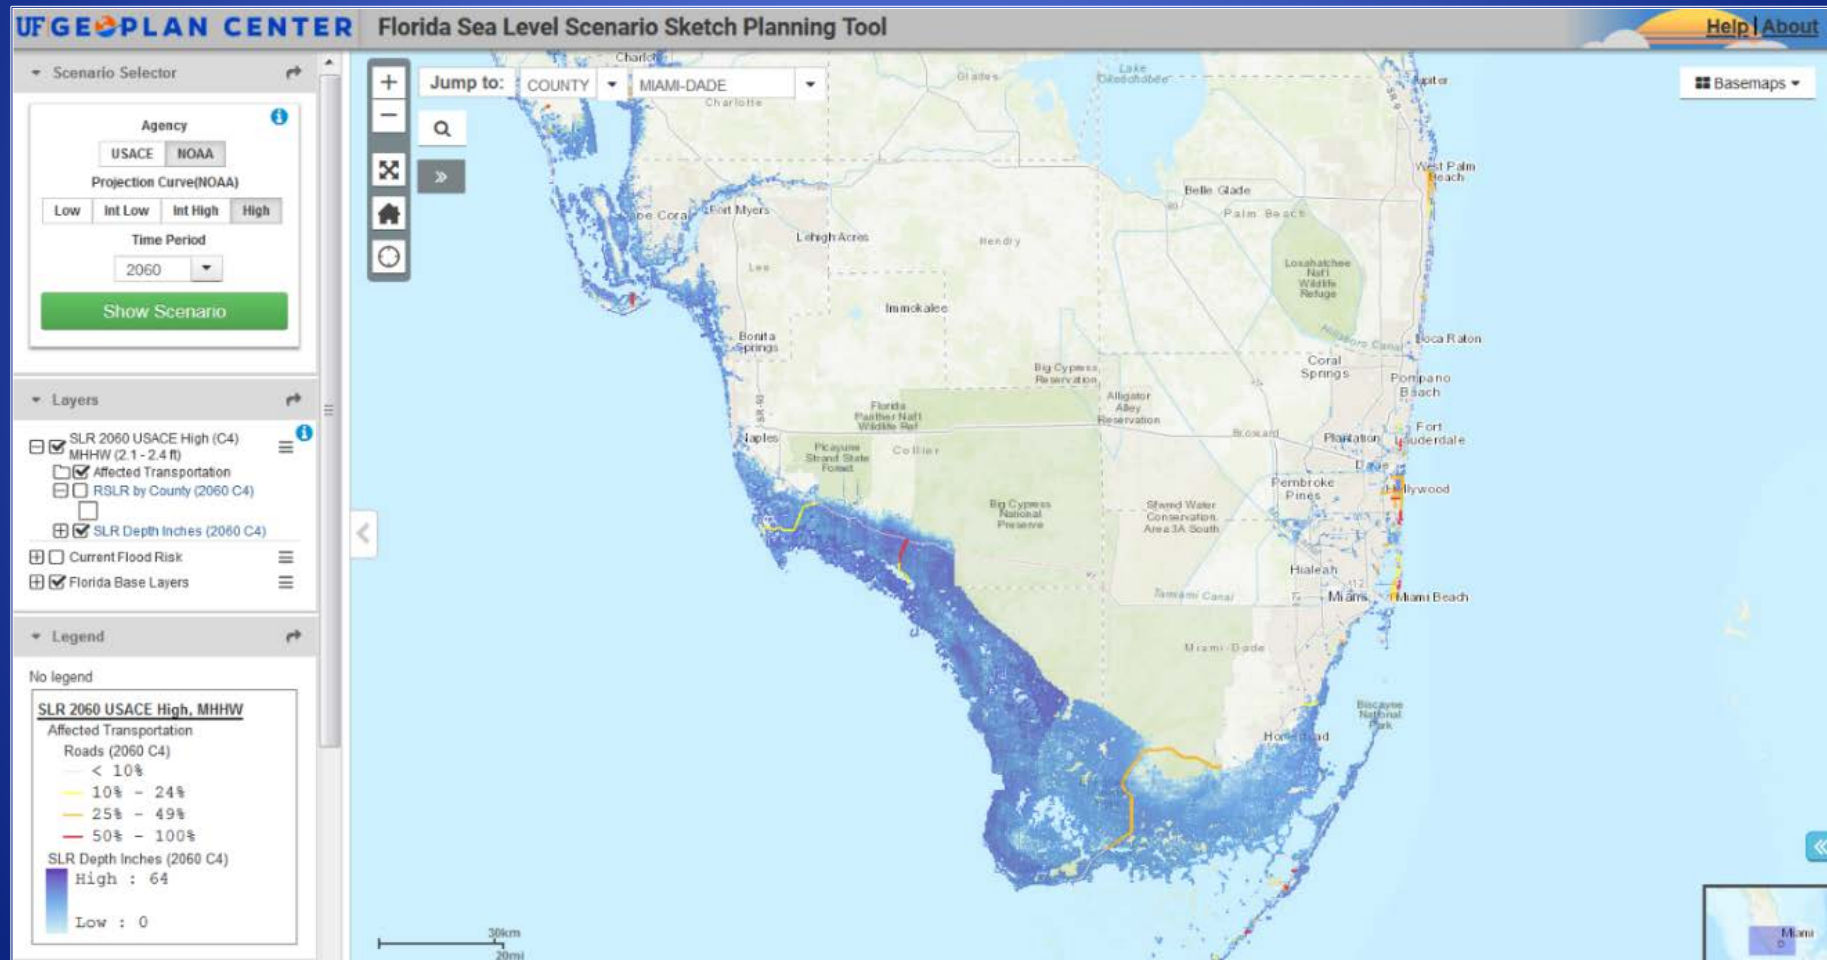 UF GEOPLAN CENTER
Florida Sea Level Scenario Sketch Planning Tool
Help | About
Scenario Selector
Agency
USACE NOAA
Projection Curve(NOAA)
Low Int Low Int High High
Time Period
2060
Show Scenario
Layers
SLR 2060 USACE High (C4)
MHHW (2.1 - 2.4 ft)
Affected Transportation
RSLR by County (2060 C4)
SLR Depth Inches (2060 C4)
Current Flood Risk
Florida Base Layers
Legend
No legend
SLR 2060 USACE High, MHHW
Affected Transportation
Roads (2060 C4)
< 10%
10% - 24%
25% - 49%
50% - 100%
SLR Depth Inches (2060 C4)
High : 64
Low : 0
Jump to: COUNTY MIAMI-DADE
Basemaps
Charlotte
Glades
Lake
Okeechobee
Jupiter
West Palm
Beach
Belle Glade
Palm Beach
Fort Myers
Lehigh Acres
Hendry
Lee
Loxahatchee
Nat'l
Wildlife
Refuge
Immokalee
Bonita
Springs
Hillsboro Canal
Boca Raton
Coral
Springs
Pompano
Beach
Big Cypress
Reservation
Alligator
Alley
Reservation
Florida
Panther Nat'l
Wildlife Ref
Fort
Lauderdale
Broward
Plantation
Naples
Picayune
Strand State
Forest
Collier
Pembroke
Pines
Hollywood
Big Cypress
National
Preserve
Water
Conservation
Area 3A South
Hialeah
Tamiami Canal
Miami
Miami Beach
Miami-Dade
Biscayne
National
Park
Homestead
30km
20mi
Miami